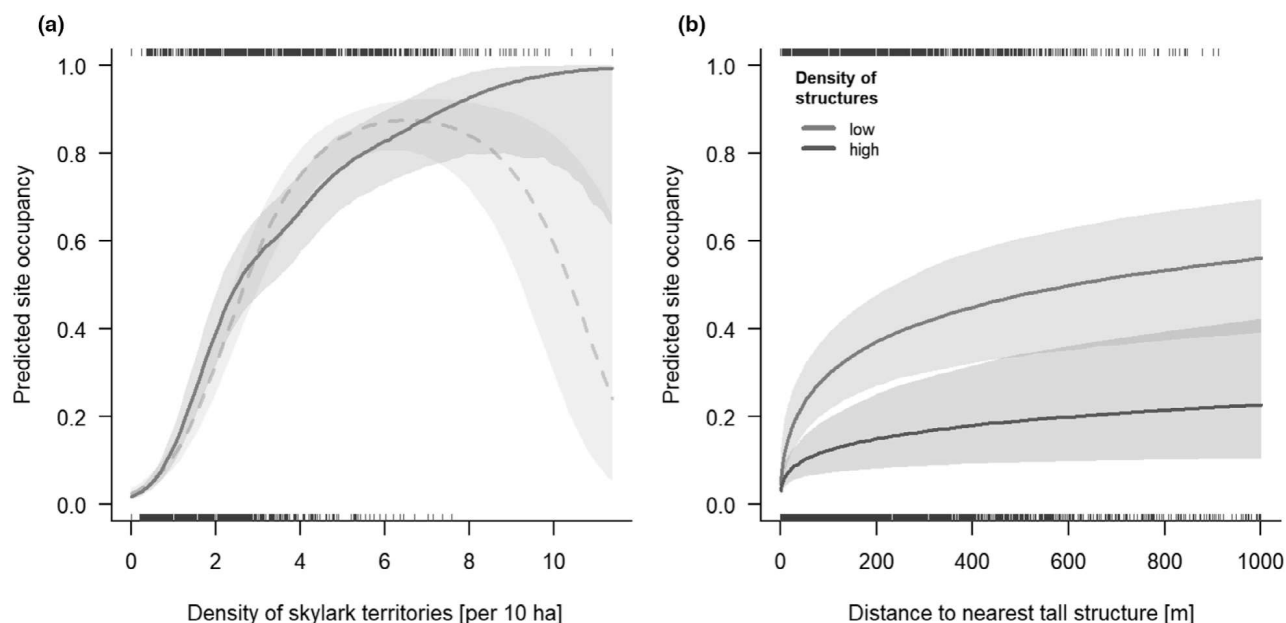 (a)
Predicted site occupancy
1.0
0.8
0.6
0.4
0.2
0.0
0 2 4 6 8 10
Density of skylark territories [per 10 ha]
(b)
Predicted site occupancy
1.0
0.8
0.6
0.4
0.2
0.0
Density of
structures
low
high
0 200 400 600 800 1000
Distance to nearest tall structure [m]